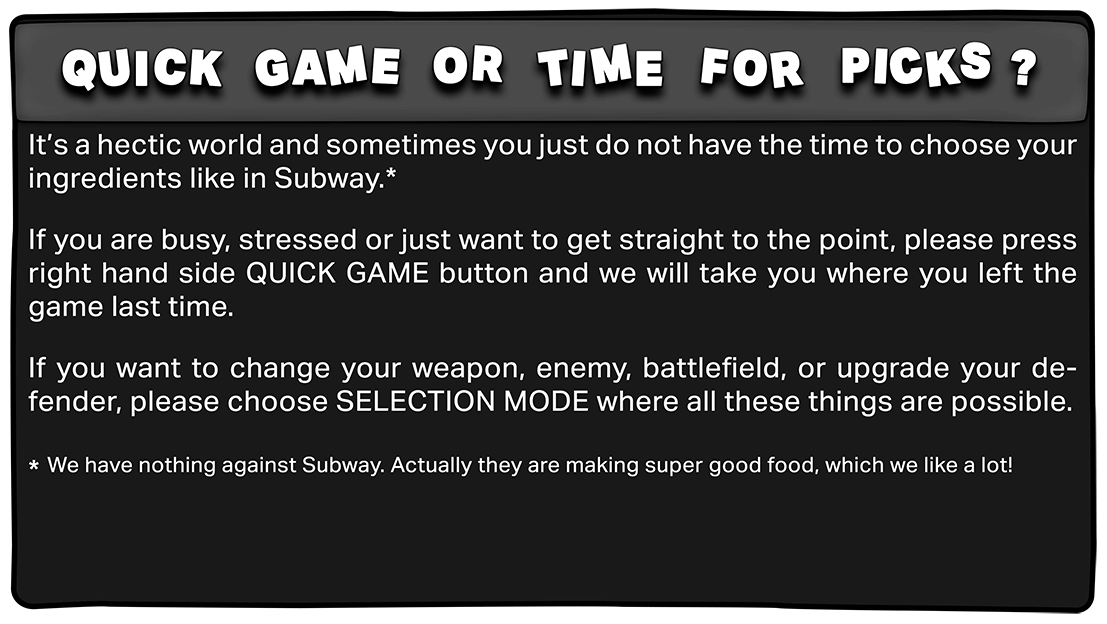 QUICK GAME OR TIME FOR PICKS ?
It's a hectic world and sometimes you just do not have the time to choose your
ingredients like in Subway.*
If you are busy, stressed or just want to get straight to the point, please press
right hand side QUICK GAME button and we will take you where you left the
game last time.
If you want to change your weapon, enemy, battlefield, or upgrade your de-
fender, please choose SELECTION MODE where all these things are possible.
* We have nothing against Subway. Actually they are making super good food, which we like a lot!